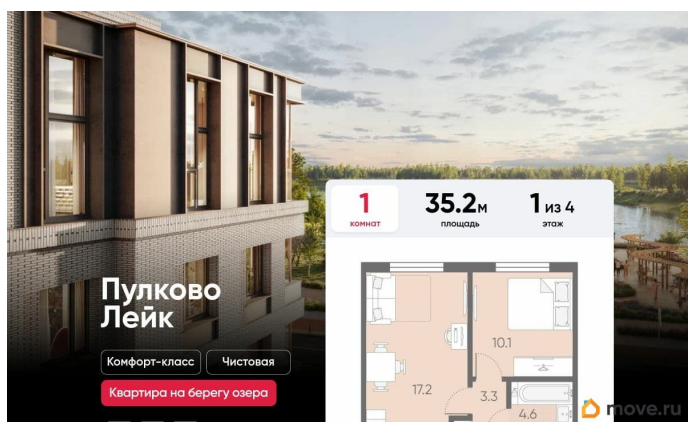 1
комнат
35.2м
площадь
1 из 4
этаж
Пулково
Лейк
Комфорт-класс
Чистовая
Квартира на берегу озера
10.1
17.2
3.3
4.6
move.ru